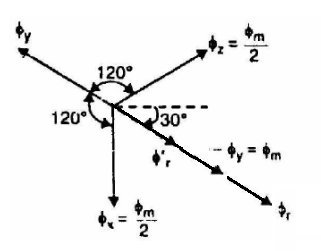 ϕy
120°
ϕz = ϕm/2
120°
30°
ϕ'r
– ϕy = ϕm
ϕx = ϕm/2
ϕr